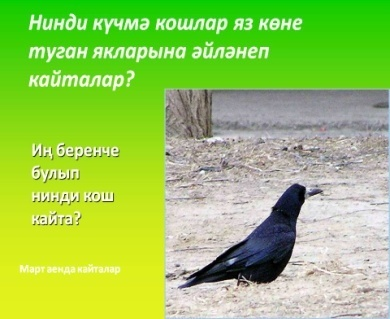 Нинди күчмә кошлар яз көне
туган якларына әйләнеп
кайталар?
Иң беренче
булып
нинди кош
кайта?
Март аенда кайталар